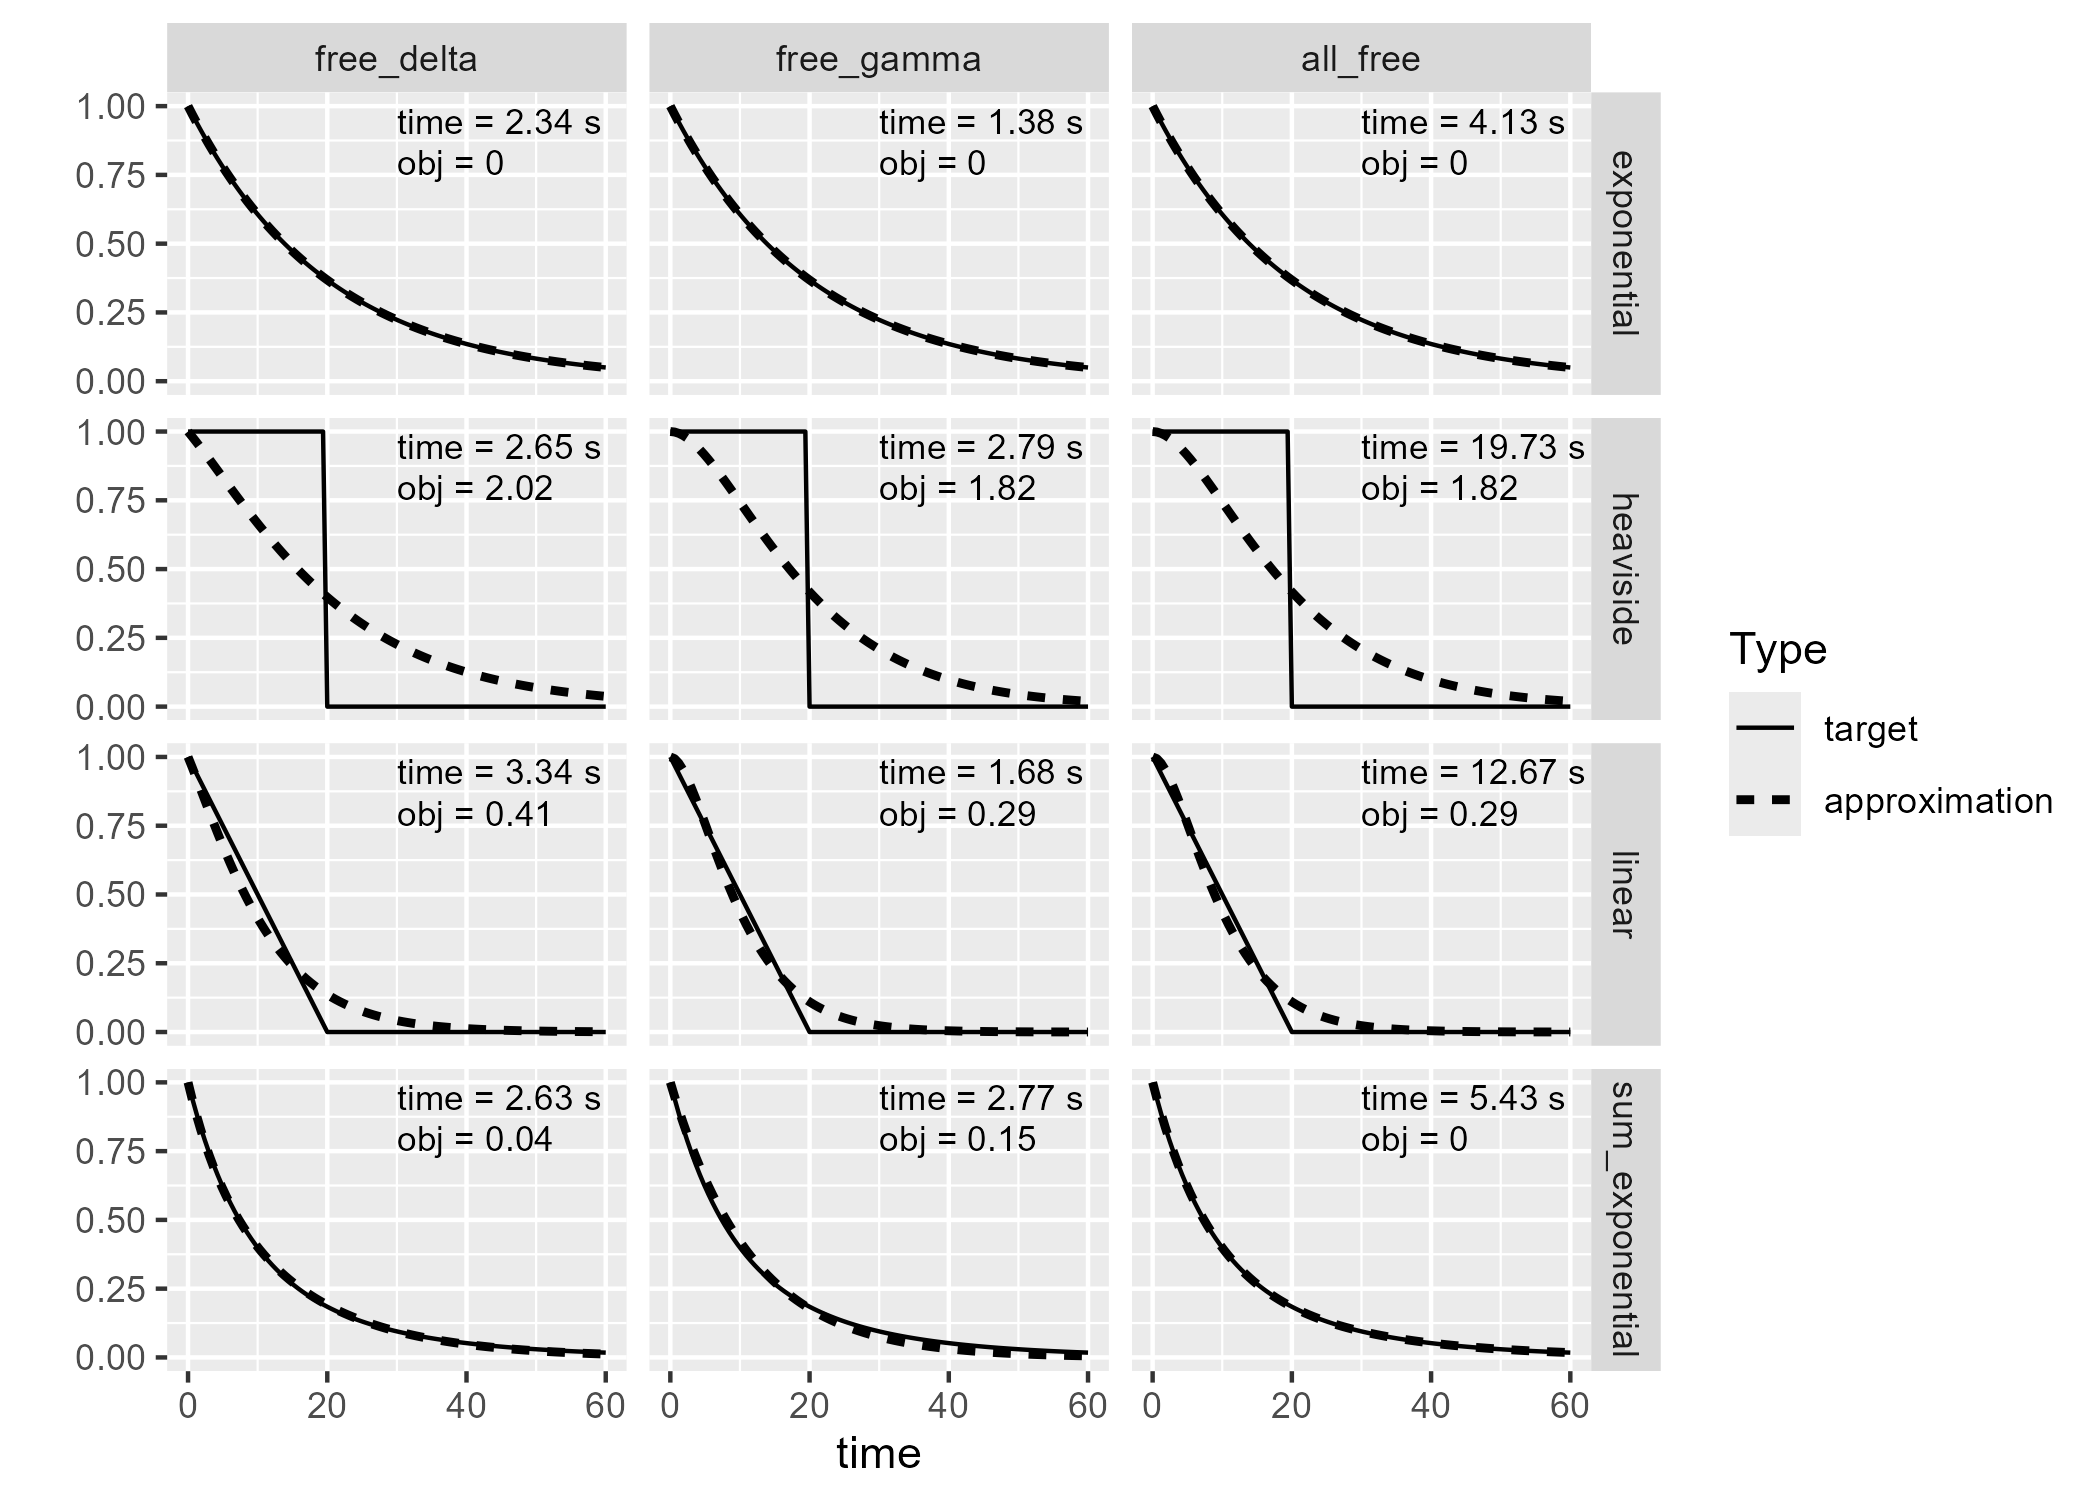 free_delta free_gamma all_free
1.00
0.75
0.50
0.25
0.00
time = 2.34 s
obj = 0
time = 1.38 s
obj = 0
time = 4.13 s
obj = 0
exponential
1.00
0.75
0.50
0.25
0.00
time = 2.65 s
obj = 2.02
time = 2.79 s
obj = 1.82
time = 19.73 s
obj = 1.82
heaviside
1.00
0.75
0.50
0.25
0.00
time = 3.34 s
obj = 0.41
time = 1.68 s
obj = 0.29
time = 12.67 s
obj = 0.29
linear
1.00
0.75
0.50
0.25
0.00
time = 2.63 s
obj = 0.04
time = 2.77 s
obj = 0.15
time = 5.43 s
obj = 0
sum_exponential
0 20 40 60 0 20 40 60 0 20 40 60
time
Type
target
approximation